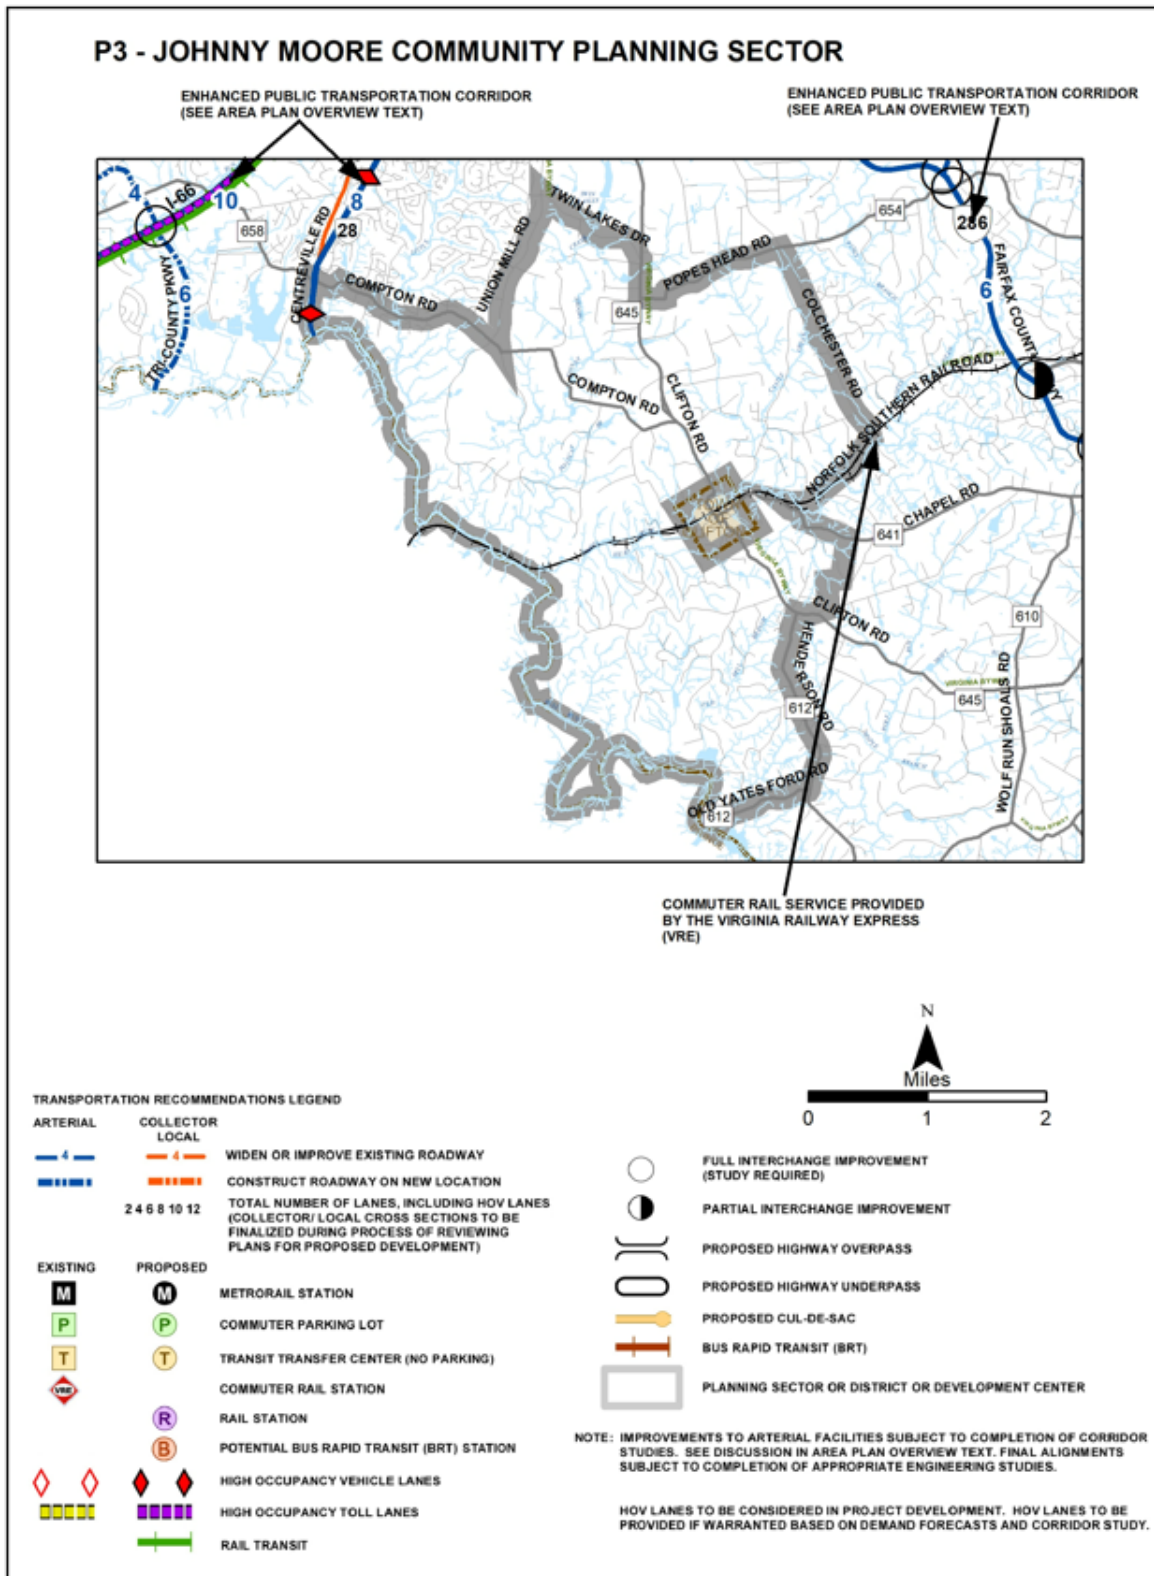 P3 - JOHNNY MOORE COMMUNITY PLANNING SECTOR
ENHANCED PUBLIC TRANSPORTATION CORRIDOR
(SEE AREA PLAN OVERVIEW TEXT)
ENHANCED PUBLIC TRANSPORTATION CORRIDOR
(SEE AREA PLAN OVERVIEW TEXT)
4
I-66
10
8
28
658
CENTREVILLE RD
6
TRI-COUNTY PKWY
COMPTON RD
UNION MILL RD
TWIN LAKES DR
654
286
POPES HEAD RD
645
COLCHESTER RD
6
FAIRFAX COUNTY
COMPTON RD
CLIFTON RD
NORFOLK SOUTHERN RAILROAD
CHAPEL RD
641
VIRGINIA BYWAY
CLIFTON RD
610
HENDERSON RD
612
VIRGINIA BYWAY
645
WOLF RUN SHOALS RD
OLD YATES FORD RD
612
VIRGINIA BYWAY
COMMUTER RAIL SERVICE PROVIDED
BY THE VIRGINIA RAILWAY EXPRESS
(VRE)
N
Miles
0 1 2
TRANSPORTATION RECOMMENDATIONS LEGEND
ARTERIAL
COLLECTOR
LOCAL
4 4 WIDEN OR IMPROVE EXISTING ROADWAY
CONSTRUCT ROADWAY ON NEW LOCATION
2 4 6 8 10 12 TOTAL NUMBER OF LANES, INCLUDING HOV LANES
(COLLECTOR/ LOCAL CROSS SECTIONS TO BE
FINALIZED DURING PROCESS OF REVIEWING
PLANS FOR PROPOSED DEVELOPMENT)
EXISTING PROPOSED
M M METRORAIL STATION
P P COMMUTER PARKING LOT
T T TRANSIT TRANSFER CENTER (NO PARKING)
VRE COMMUTER RAIL STATION
R RAIL STATION
B POTENTIAL BUS RAPID TRANSIT (BRT) STATION
HIGH OCCUPANCY VEHICLE LANES
HIGH OCCUPANCY TOLL LANES
RAIL TRANSIT
FULL INTERCHANGE IMPROVEMENT
(STUDY REQUIRED)
PARTIAL INTERCHANGE IMPROVEMENT
PROPOSED HIGHWAY OVERPASS
PROPOSED HIGHWAY UNDERPASS
PROPOSED CUL-DE-SAC
BUS RAPID TRANSIT (BRT)
PLANNING SECTOR OR DISTRICT OR DEVELOPMENT CENTER
NOTE: IMPROVEMENTS TO ARTERIAL FACILITIES SUBJECT TO COMPLETION OF CORRIDOR
STUDIES. SEE DISCUSSION IN AREA PLAN OVERVIEW TEXT. FINAL ALIGNMENTS
SUBJECT TO COMPLETION OF APPROPRIATE ENGINEERING STUDIES.
HOV LANES TO BE CONSIDERED IN PROJECT DEVELOPMENT. HOV LANES TO BE
PROVIDED IF WARRANTED BASED ON DEMAND FORECASTS AND CORRIDOR STUDY.